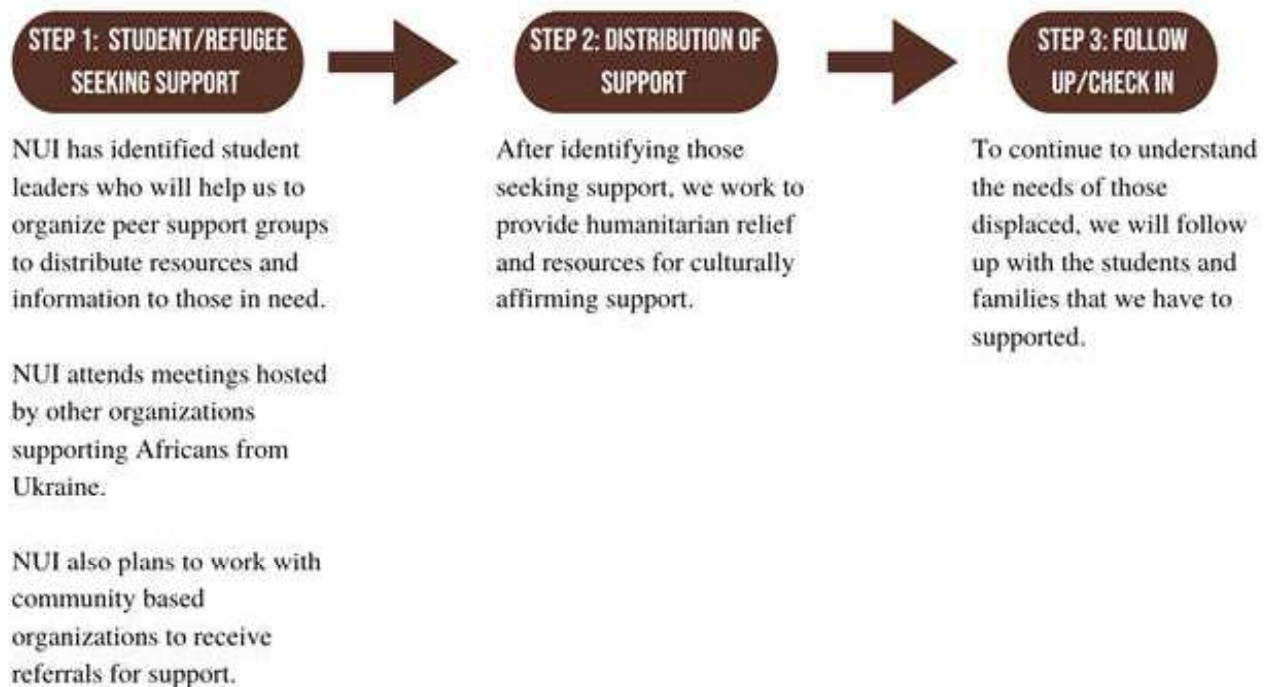 STEP 1: STUDENT/REFUGEE
SEEKING SUPPORT
NUI has identified student
leaders who will help us to
organize peer support groups
to distribute resources and
information to those in need.
NUI attends meetings hosted
by other organizations
supporting Africans from
Ukraine.
NUI also plans to work with
community based
organizations to receive
referrals for support.
STEP 2: DISTRIBUTION OF
SUPPORT
After identifying those
seeking support, we work to
provide humanitarian relief
and resources for culturally
affirming support.
STEP 3: FOLLOW
UP/CHECK IN
To continue to understand
the needs of those
displaced, we will follow
up with the students and
families that we have to
supported.